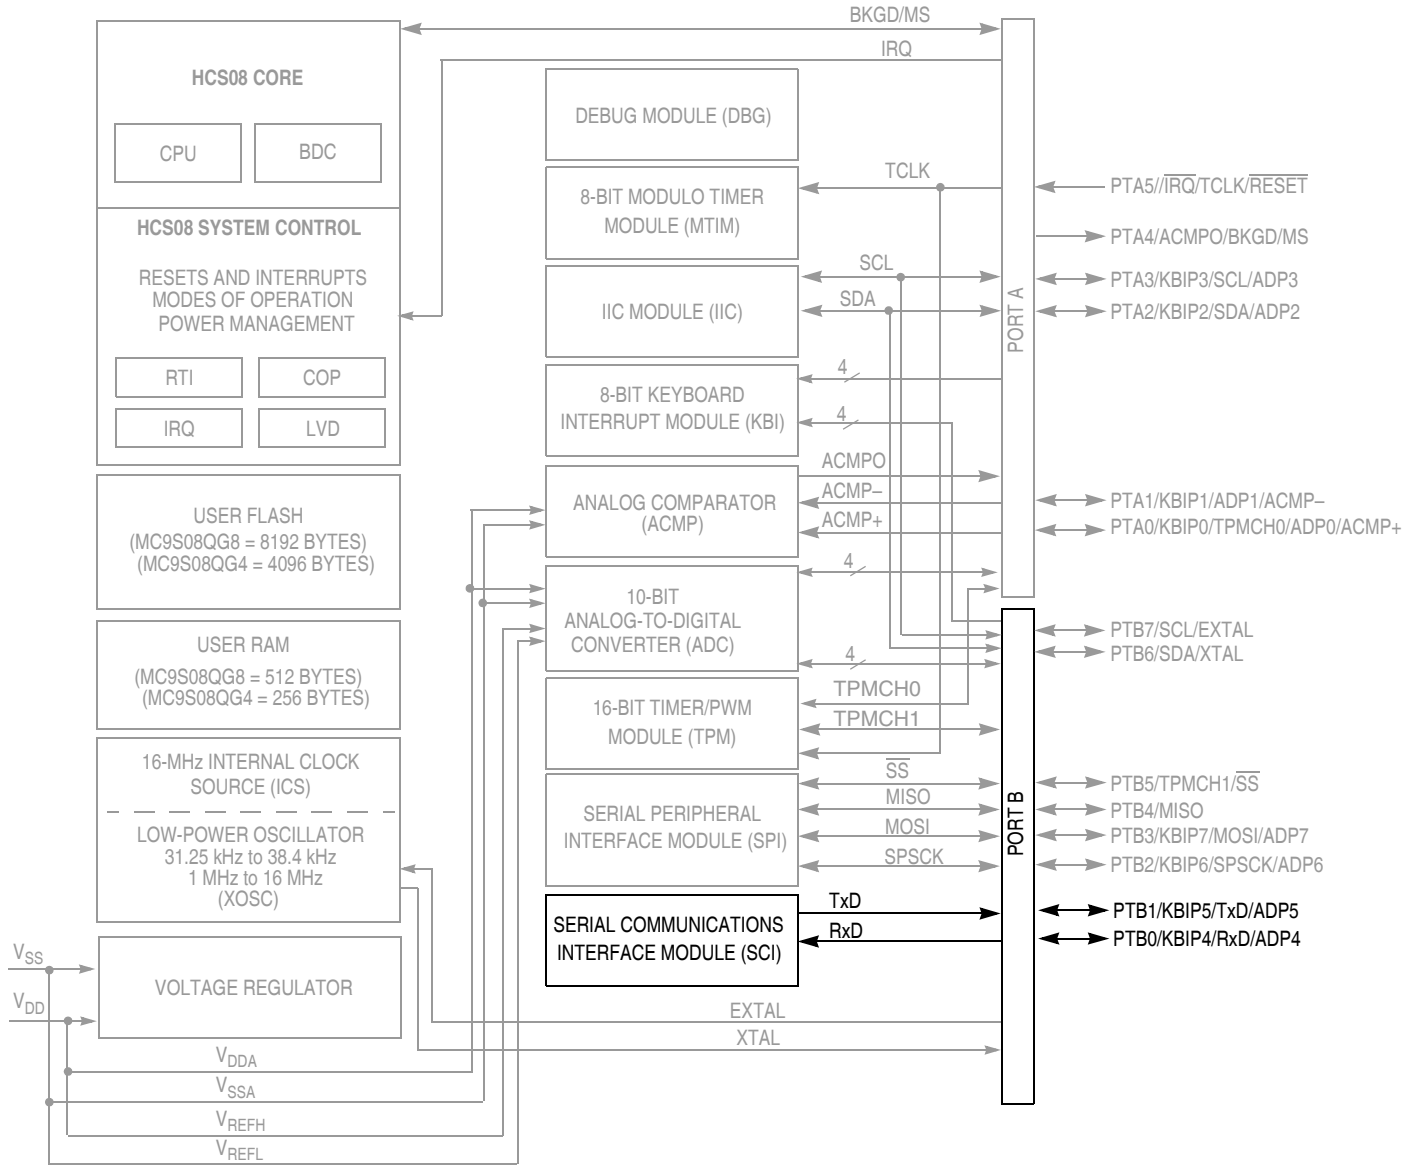 BKGD/MS
IRQ
HCS08 CORE
CPU
BDC
HCS08 SYSTEM CONTROL
RESETS AND INTERRUPTS
MODES OF OPERATION
POWER MANAGEMENT
RTI
COP
IRQ
LVD
USER FLASH
(MC9S08QG8 = 8192 BYTES)
(MC9S08QG4 = 4096 BYTES)
USER RAM
(MC9S08QG8 = 512 BYTES)
(MC9S08QG4 = 256 BYTES)
16-MHz INTERNAL CLOCK
SOURCE (ICS)
LOW-POWER OSCILLATOR
31.25 kHz to 38.4 kHz
1 MHz to 16 MHz
(XOSC)
VSS
VDD
VOLTAGE REGULATOR
VDDA
VSSA
VREFH
VREFL
DEBUG MODULE (DBG)
8-BIT MODULO TIMER
MODULE (MTIM)
TCLK
IIC MODULE (IIC)
SCL
SDA
8-BIT KEYBOARD
INTERRUPT MODULE (KBI)
4
4
ANALOG COMPARATOR
(ACMP)
ACMPO
ACMP–
ACMP+
10-BIT
ANALOG-TO-DIGITAL
CONVERTER (ADC)
4
4
16-BIT TIMER/PWM
MODULE (TPM)
TPMCH0
TPMCH1
SERIAL PERIPHERAL
INTERFACE MODULE (SPI)
SS
MISO
MOSI
SPSCK
SERIAL COMMUNICATIONS
INTERFACE MODULE (SCI)
TxD
RxD
EXTAL
XTAL
PORT A
PORT B
PTA5//IRQ/TCLK/RESET
PTA4/ACMPO/BKGD/MS
PTA3/KBIP3/SCL/ADP3
PTA2/KBIP2/SDA/ADP2
PTA1/KBIP1/ADP1/ACMP–
PTA0/KBIP0/TPMCH0/ADP0/ACMP+
PTB7/SCL/EXTAL
PTB6/SDA/XTAL
PTB5/TPMCH1/SS
PTB4/MISO
PTB3/KBIP7/MOSI/ADP7
PTB2/KBIP6/SPSCK/ADP6
PTB1/KBIP5/TxD/ADP5
PTB0/KBIP4/RxD/ADP4